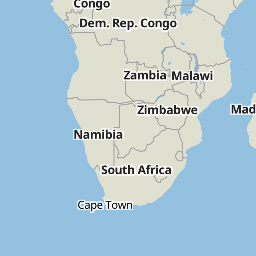 Congo
Dem. Rep. Congo
Zambia
Malawi
Zimbabwe
Mad
Namibia
South Africa
Cape Town